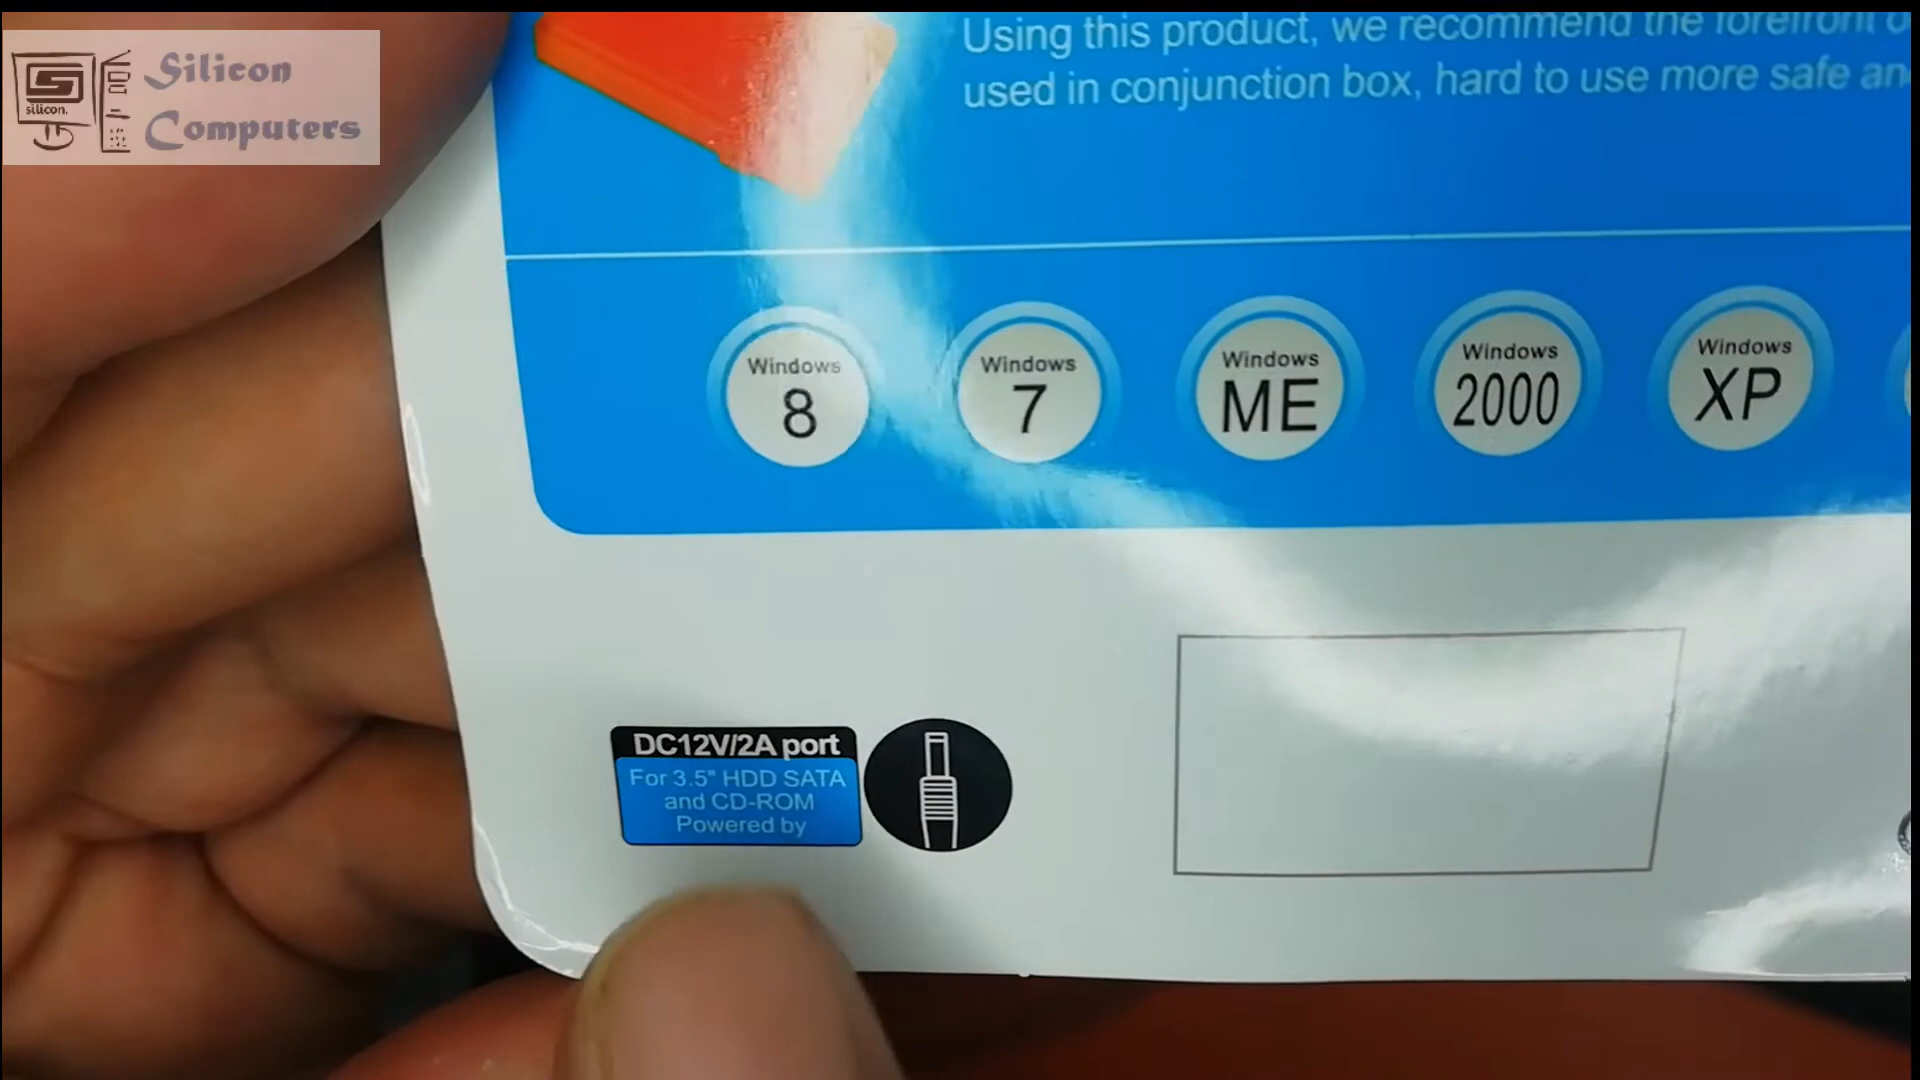 silicon.
Silicon
Computers
Using this product, we recommend the forefront
used in conjunction box, hard to use more safe
Windows
8
Windows
7
Windows
ME
Windows
2000
Windows
XP
DC12V/2A port
For 3.5" HDD SATA
and CD-ROM
Powered by